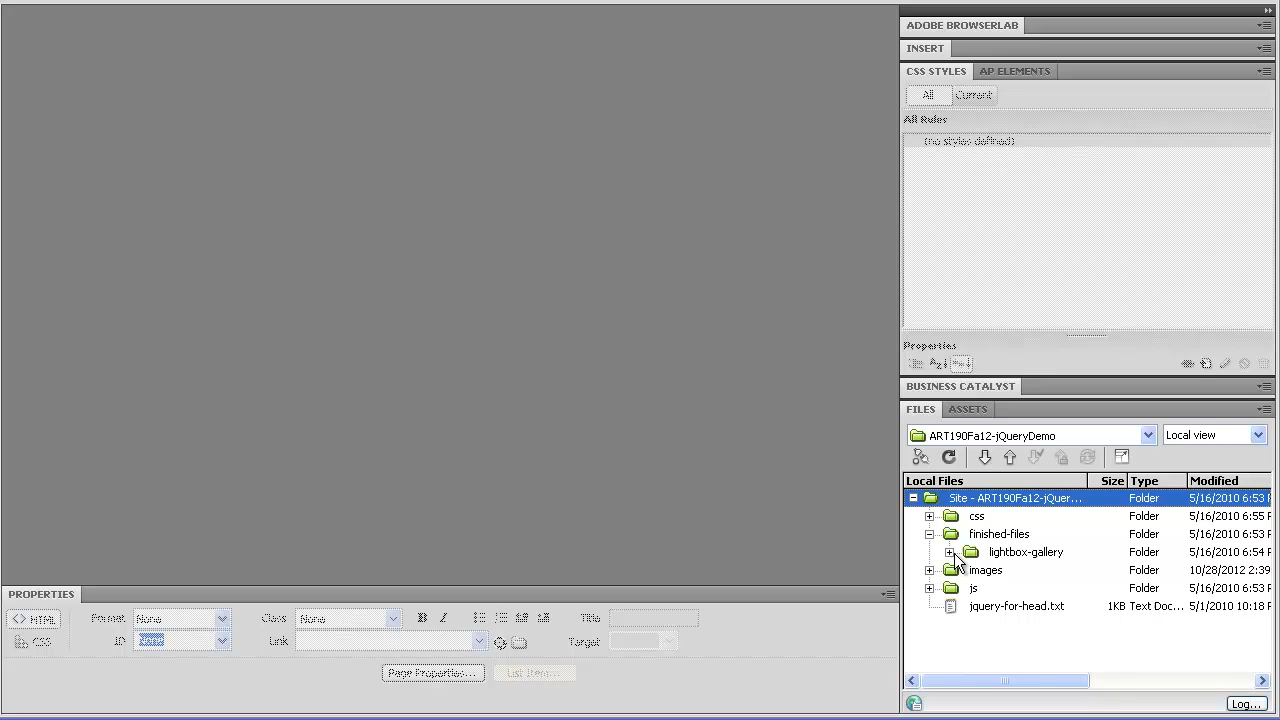 ADOBE BROWSERLAB
INSERT
CSS STYLES AP ELEMENTS
All Current
All Rules
(no styles defined)
Properties
BUSINESS CATALYST
FILES ASSETS
ART190Fa12-jQueryDemo Local view
Local Files Size Type Modified
Site - ART190Fa12-jQuer... Folder 5/16/2010 6:53 P
css Folder 5/16/2010 6:55 P
finished-files Folder 5/16/2010 6:53 P
lightbox-gallery Folder 5/16/2010 6:54 P
images Folder 10/28/2012 2:39
js Folder 5/16/2010 6:53 P
jquery-for-head.txt 1KB Text Doc... 5/1/2010 10:18 P
Log...
PROPERTIES
<> HTML Format None Class None B I Title
CSS ID None Link Target
Page Properties... List Item...